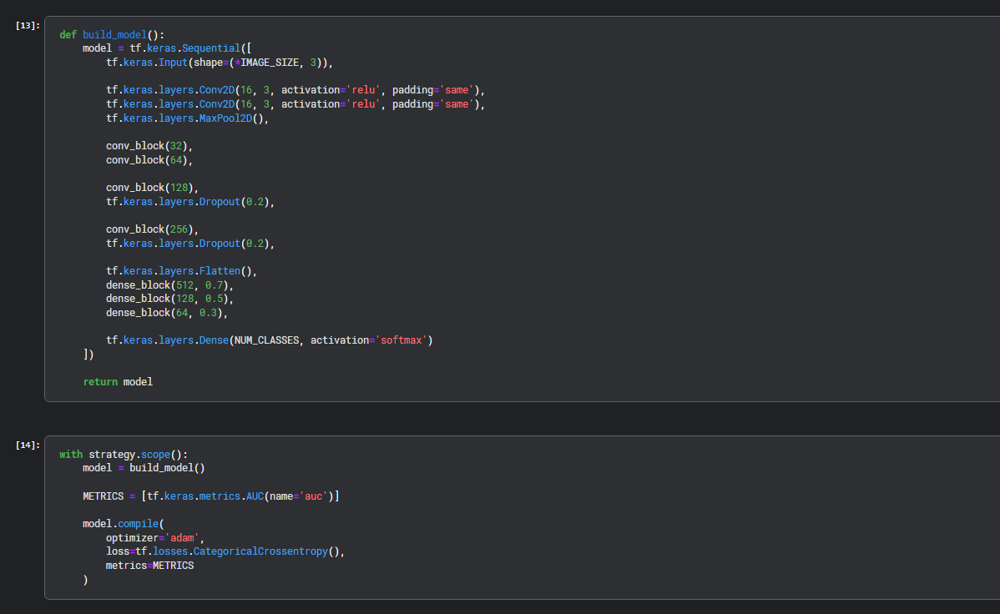 [13]:
def build_model():
    model = tf.keras.Sequential([
        tf.keras.Input(shape=(*IMAGE_SIZE, 3)),

        tf.keras.layers.Conv2D(16, 3, activation='relu', padding='same'),
        tf.keras.layers.Conv2D(16, 3, activation='relu', padding='same'),
        tf.keras.layers.MaxPool2D(),

        conv_block(32),
        conv_block(64),

        conv_block(128),
        tf.keras.layers.Dropout(0.2),

        conv_block(256),
        tf.keras.layers.Dropout(0.2),

        tf.keras.layers.Flatten(),
        dense_block(512, 0.7),
        dense_block(128, 0.5),
        dense_block(64, 0.3),

        tf.keras.layers.Dense(NUM_CLASSES, activation='softmax')
    ])

    return model
[14]:
with strategy.scope():
    model = build_model()

    METRICS = [tf.keras.metrics.AUC(name='auc')]

    model.compile(
        optimizer='adam',
        loss=tf.losses.CategoricalCrossentropy(),
        metrics=METRICS
    )